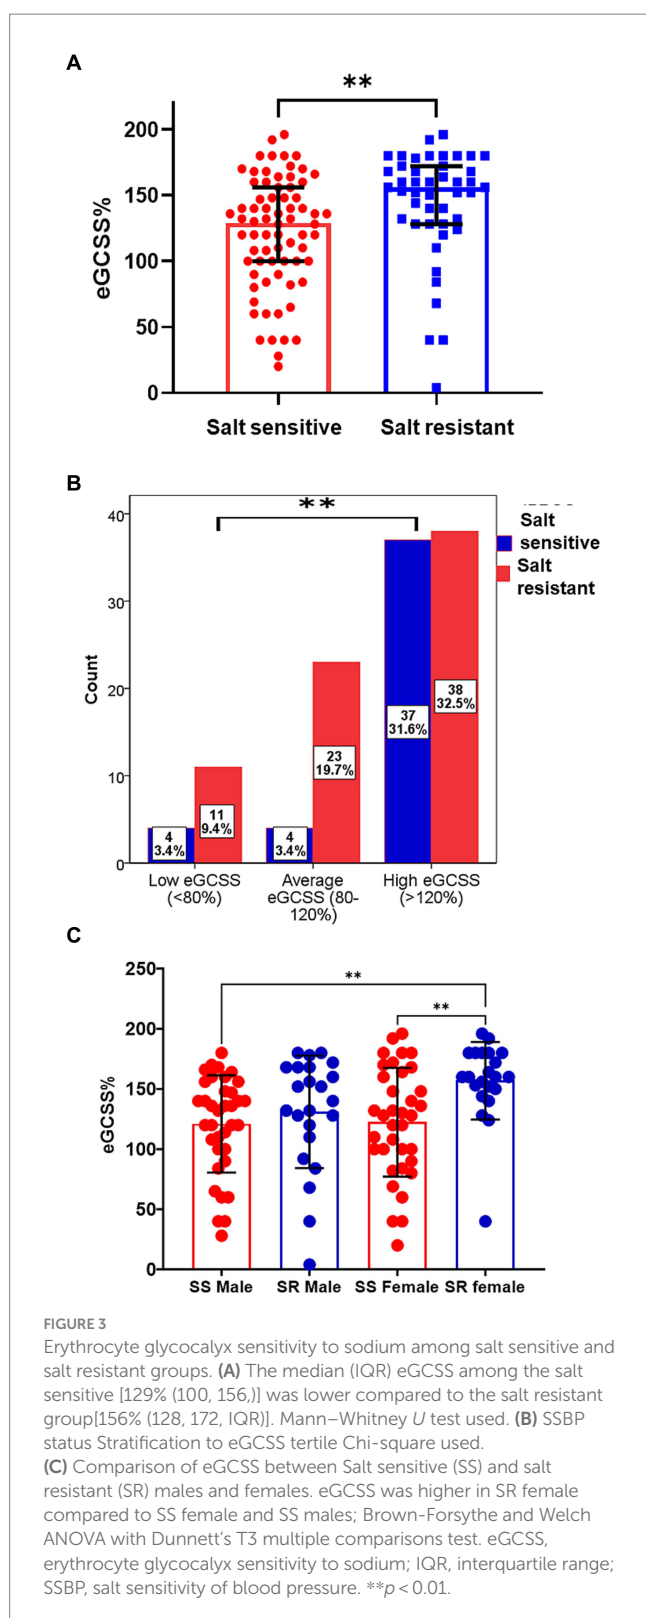 A
**
eGCSS%
200
150
100
50
0
Salt sensitive
Salt resistant
B
**
Count
40
30
20
10
0
Salt
sensitive
Salt
resistant
4
3.4%
11
9.4%
4
3.4%
23
19.7%
37
31.6%
38
32.5%
Low eGCSS
(<80%)
Average
eGCSS (80-
120%)
High eGCSS
(>120%)
C
**
**
eGCSS%
250
200
150
100
50
0
SS Male
SR Male
SS Female
SR female
FIGURE 3
Erythrocyte glycocalyx sensitivity to sodium among salt sensitive and
salt resistant groups. (A) The median (IQR) eGCSS among the salt
sensitive [129% (100, 156,)] was lower compared to the salt resistant
group[156% (128, 172, IQR)]. Mann–Whitney U test used. (B) SSBP
status Stratification to eGCSS tertile Chi-square used.
(C) Comparison of eGCSS between Salt sensitive (SS) and salt
resistant (SR) males and females. eGCSS was higher in SR female
compared to SS female and SS males; Brown-Forsythe and Welch
ANOVA with Dunnett’s T3 multiple comparisons test. eGCSS,
erythrocyte glycocalyx sensitivity to sodium; IQR, interquartile range;
SSBP, salt sensitivity of blood pressure. **p < 0.01.